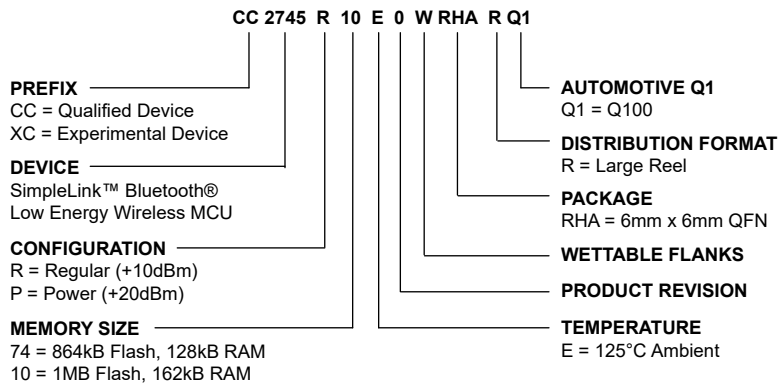 CC 2745 R 10 E 0 W RHA R Q1
PREFIX
CC = Qualified Device
XC = Experimental Device
DEVICE
SimpleLink™ Bluetooth®
Low Energy Wireless MCU
CONFIGURATION
R = Regular (+10dBm)
P = Power (+20dBm)
MEMORY SIZE
74 = 864kB Flash, 128kB RAM
10 = 1MB Flash, 162kB RAM
AUTOMOTIVE Q1
Q1 = Q100
DISTRIBUTION FORMAT
R = Large Reel
PACKAGE
RHA = 6mm x 6mm QFN
WETTABLE FLANKS
PRODUCT REVISION
TEMPERATURE
E = 125°C Ambient